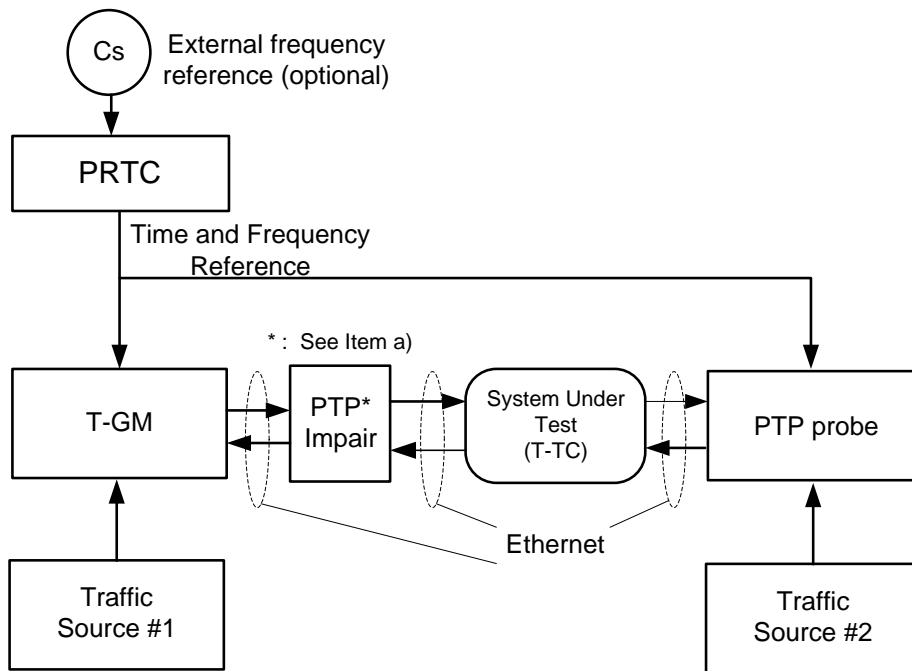 Cs
External frequency
reference (optional)
PRTC
Time and Frequency
Reference
* : See Item a)
T-GM
PTP*
Impair
System Under
Test
(T-TC)
PTP probe
Ethernet
Traffic
Source #1
Traffic
Source #2